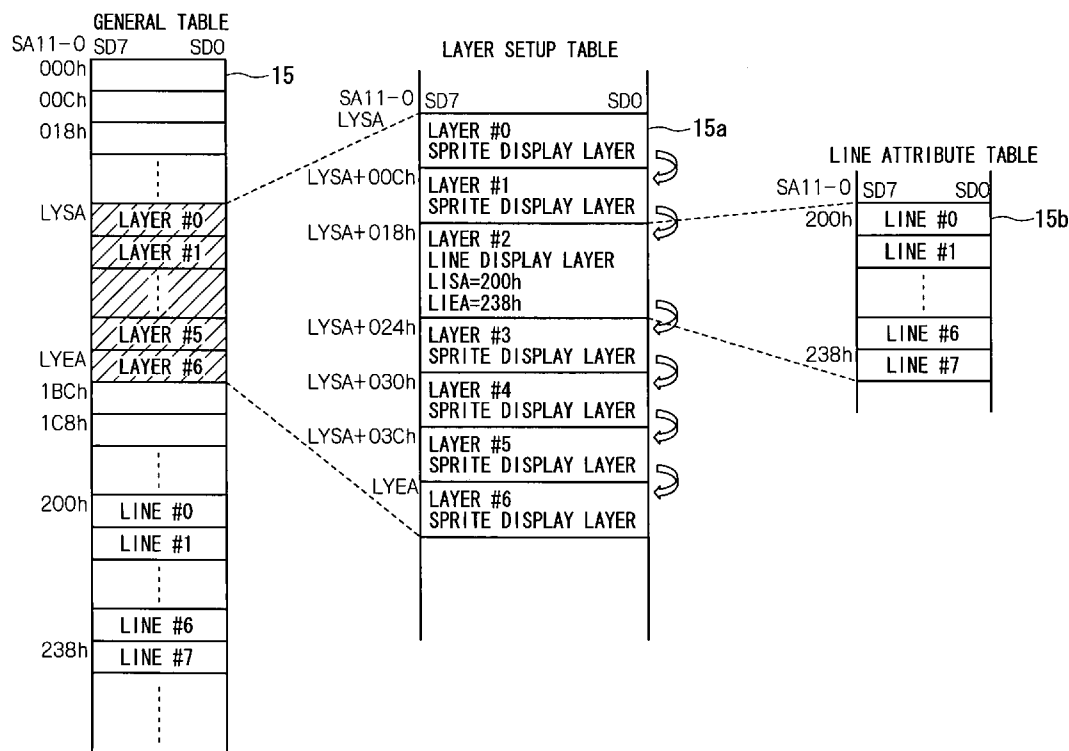 GENERAL TABLE
SA11-0 SD7 SD0
000h
15
00Ch
018h
LYSA
LAYER #0
LAYER #1
LAYER #5
LYEA
LAYER #6
1BCh
1C8h
200h
LINE #0
LINE #1
LINE #6
238h
LINE #7
LAYER SETUP TABLE
SA11-0 SD7 SD0
LYSA
15a
LAYER #0
SPRITE DISPLAY LAYER
LYSA+00Ch
LAYER #1
SPRITE DISPLAY LAYER
LYSA+018h
LAYER #2
LINE DISPLAY LAYER
LISA=200h
LIEA=238h
LYSA+024h
LAYER #3
SPRITE DISPLAY LAYER
LYSA+030h
LAYER #4
SPRITE DISPLAY LAYER
LYSA+03Ch
LAYER #5
SPRITE DISPLAY LAYER
LYEA
LAYER #6
SPRITE DISPLAY LAYER
LINE ATTRIBUTE TABLE
SA11-0 SD7 SD0
200h
LINE #0
15b
LINE #1
LINE #6
238h
LINE #7